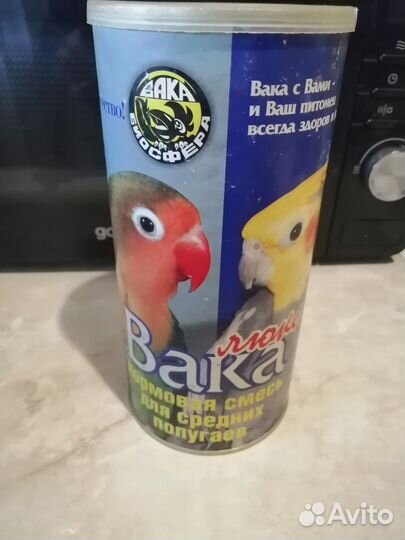 ВАКА
БИОСФЕРА
Вака с Вами -
и Ваш питомец
всегда здоров и
Вака
люкс
кормовая смесь
для средних
попугаев
Avito